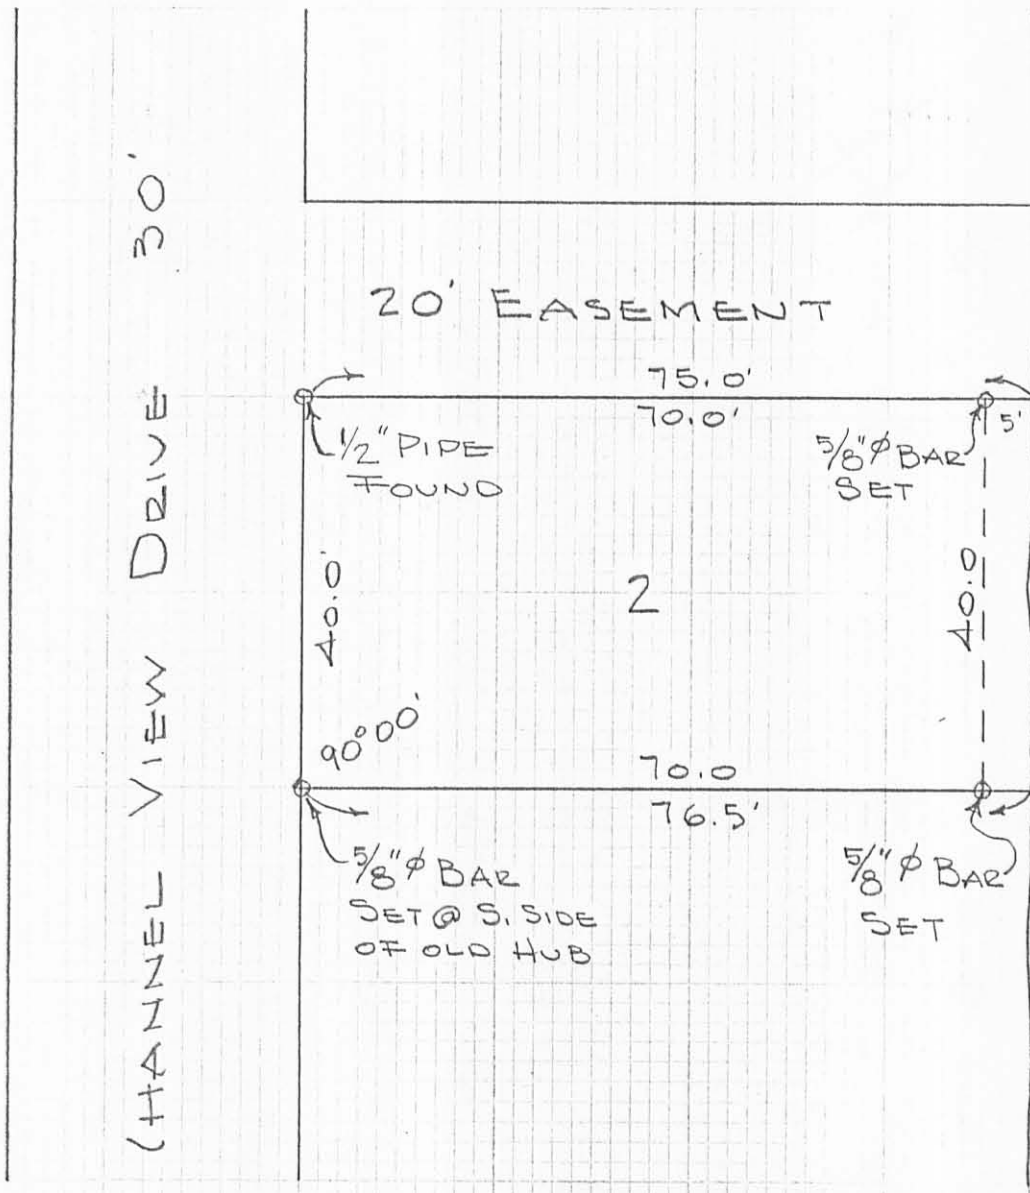 CHANNEL VIEW DRIVE 30'
20' EASEMENT
75.0'
70.0'
5'
1/2" PIPE
FOUND
5/8" ϕ BAR
SET
40.0'
2
40.0
90°00'
70.0
76.5'
5/8" ϕ BAR
SET @ S. SIDE
OF OLD HUB
5/8" ϕ BAR
SET